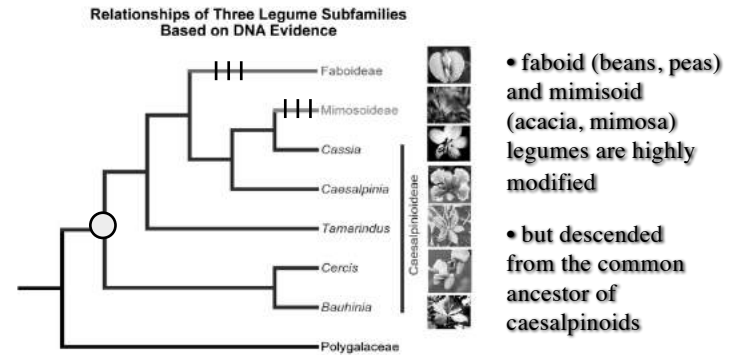 Relationships of Three Legume Subfamilies
Based on DNA Evidence
Faboideae
Mimosoideae
Cassia
Caesalpinia
Tamarindus
Cercis
Bauhinia
Polygalaceae
Caesalpinioideae
• faboid (beans, peas)
and mimisoid
(acacia, mimosa)
legumes are highly
modified
• but descended
from the common
ancestor of
caesalpinoids